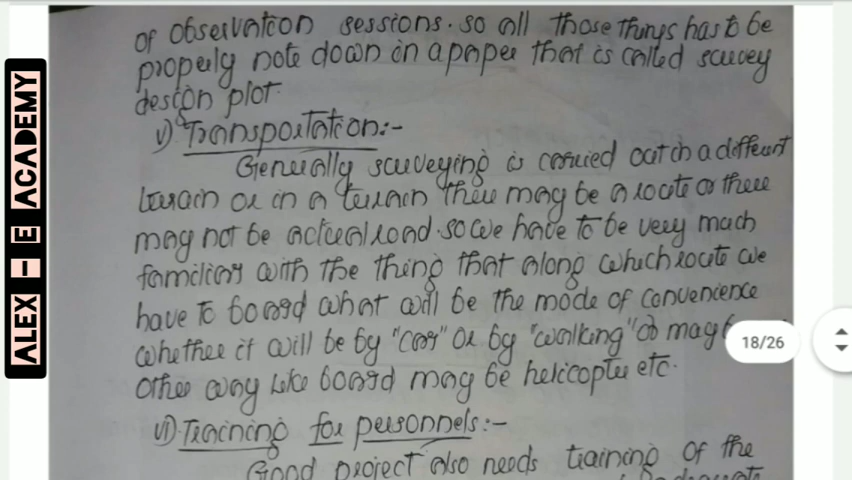 ALEX - E ACADEMY
of observation sessions. so all those things has to be
properly note down in a paper that is called survey
design plot.
v) Transportation:-
Generally surveying is carried out in a different
terrain or in a terrain there may be a route or there
may not be actual road. so we have to be very much
familiar with the thing that along which route we
have to board what will be the mode of convenience
whether it will be by "car" or by "walking" or may
other way like board may be helicopter etc.
18/26
vi) Training for personnels:-
Good project also needs training of the